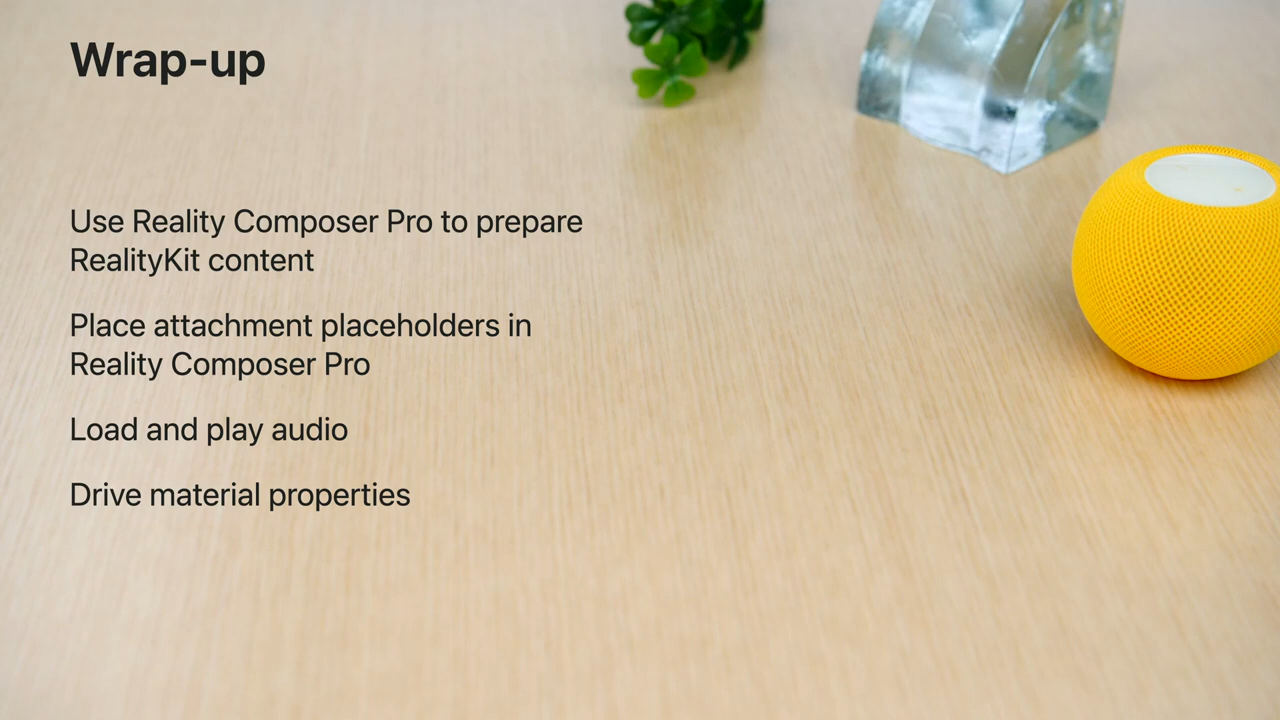 Wrap-up
Use Reality Composer Pro to prepare
RealityKit content
Place attachment placeholders in
Reality Composer Pro
Load and play audio
Drive material properties